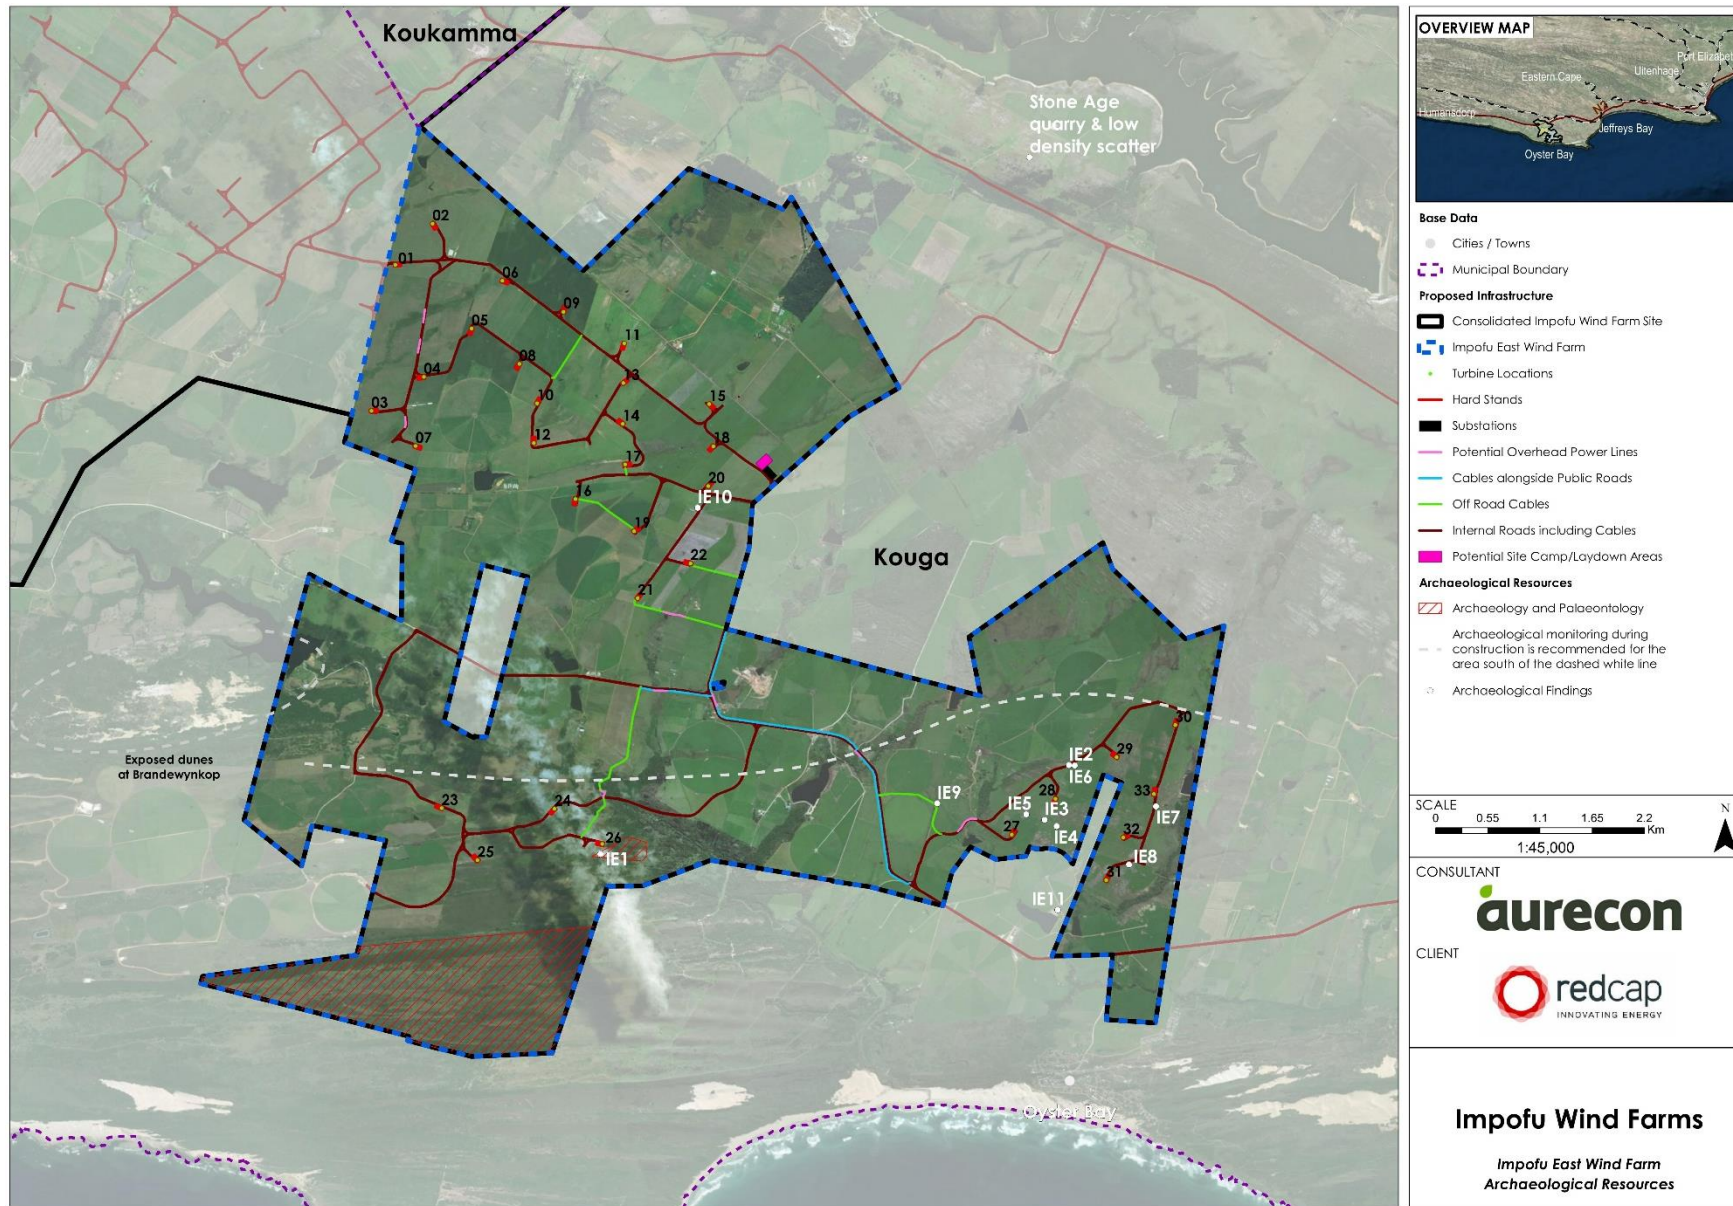 Koukamma
Stone Age
quarry & low
density scatter
02
01
06
09
05
11
08
04
13
10
15
03
14
12
18
07
17
20
16
IE10
19
Kouga
22
21
30
Exposed dunes
at Brandewynkop
IE2
29
IE6
23
24
28
33
IE9
IE5
IE3
IE7
27
IE4
32
26
25
IE1
IE8
31
IE11
Oyster Bay
OVERVIEW MAP
Port Elizabet
Uitenhage
Eastern Cape
N2
Humansdorp
Jeffreys Bay
Oyster Bay
Base Data
Cities / Towns
Municipal Boundary
Proposed Infrastructure
Consolidated Impofu Wind Farm Site
Impofu East Wind Farm
Turbine Locations
Hard Stands
Substations
Potential Overhead Power Lines
Cables alongside Public Roads
Off Road Cables
Internal Roads including Cables
Potential Site Camp/Laydown Areas
Archaeological Resources
Archaeology and Palaeontology
Archaeological monitoring during
construction is recommended for the
area south of the dashed white line
Archaeological Findings
SCALE
N
0 0.55 1.1 1.65 2.2
Km
1:45,000
CONSULTANT
aurecon
CLIENT
redcap
INNOVATING ENERGY
Impofu Wind Farms
Impofu East Wind Farm
Archaeological Resources